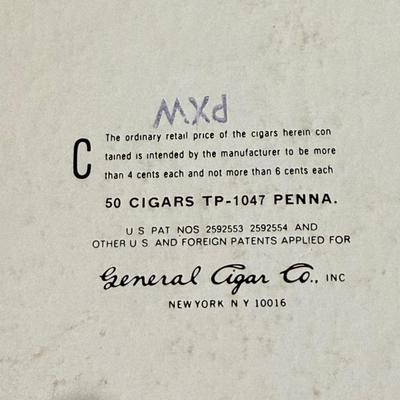 PXW
C
The ordinary retail price of the cigars herein con
tained is intended by the manufacturer to be more
than 4 cents each and not more than 6 cents each
50 CIGARS TP-1047 PENNA.
U S PAT NOS 2592553 2592554 AND
OTHER U S AND FOREIGN PATENTS APPLIED FOR
General Cigar Co., INC
NEW YORK N Y 10016